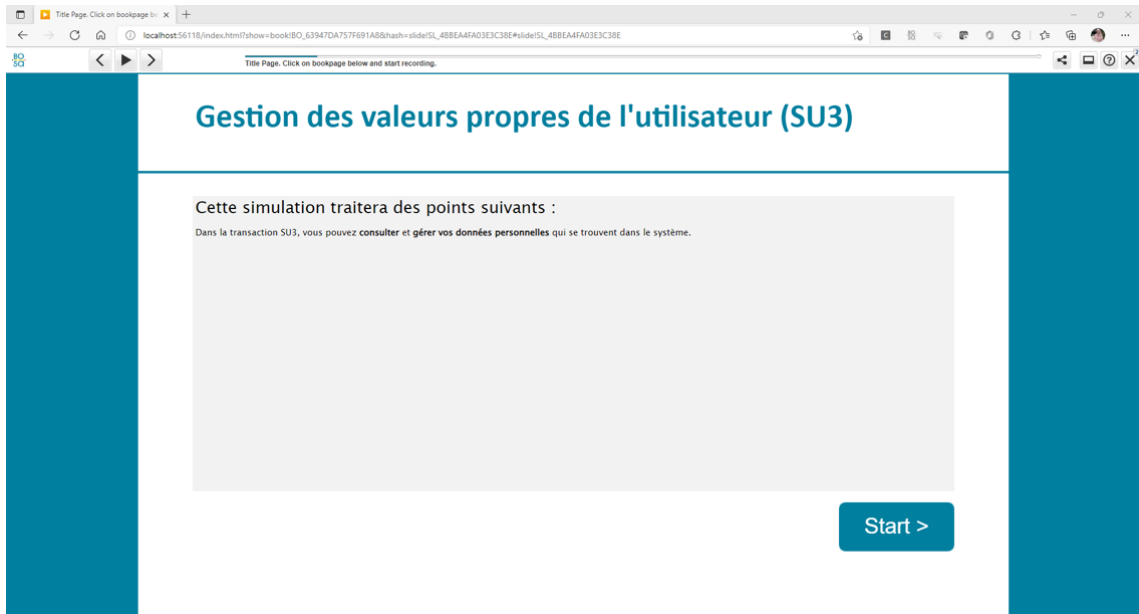 Title Page. Click on bookpage be
localhost:56118/index.html?show=book!BO_63947DA757F691A8&hash=slide!SL_4BBEA4FA03E3C38E#slide!SL_4BBEA4FA03E3C38E
BO
SA
Title Page. Click on bookpage below and start recording.
2
Gestion des valeurs propres de l'utilisateur (SU3)
Cette simulation traitera des points suivants :
Dans la transaction SU3, vous pouvez consulter et gérer vos données personnelles qui se trouvent dans le système.
Start >